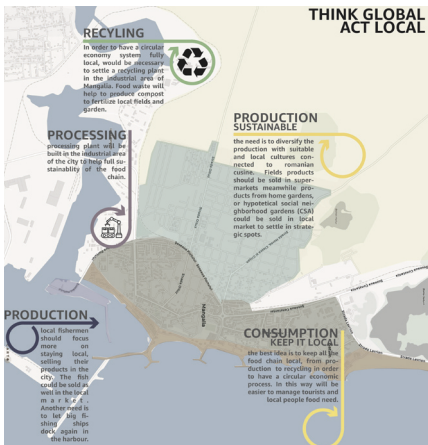 THINK GLOBAL
ACT LOCAL
RECYLING
In order to have a circular
economy system fully
local, would be necessary
to settle a recycling plant
in the industrial area of
Mangalia. Food waste will
help to produce compost
to fertilize local fields and
garden.
PROCESSING
processing plant will be
built in the industrial area
of the city to help full su-
stainablity of the food
chain.
PRODUCTION
SUSTAINABLE
the need is to diversify the
production with suitable
and local cultures con-
nected to romanian
cusine. Fields products
should be sold in super-
markets meanwhile pro-
ducts from home gardens,
or hypotetical social nei-
ghborhood gardens (CSA)
could be sold in local
market to settle in strate-
gic spots.
Mangalia
PRODUCTION
local fishermen
should focus
more on
staying local,
selling their
products in the
city. The fish
could be sold as
well in the local
market.
Another need is
to let big fi-
shing ships
dock again in
the harbour.
CONSUMPTION
KEEP IT LOCAL
the best idea is to keep all the
food chain local, from pro-
duction to recycling in order
to have a circular economic
process. In this way will be
easier to manage tourists and
local people food need.